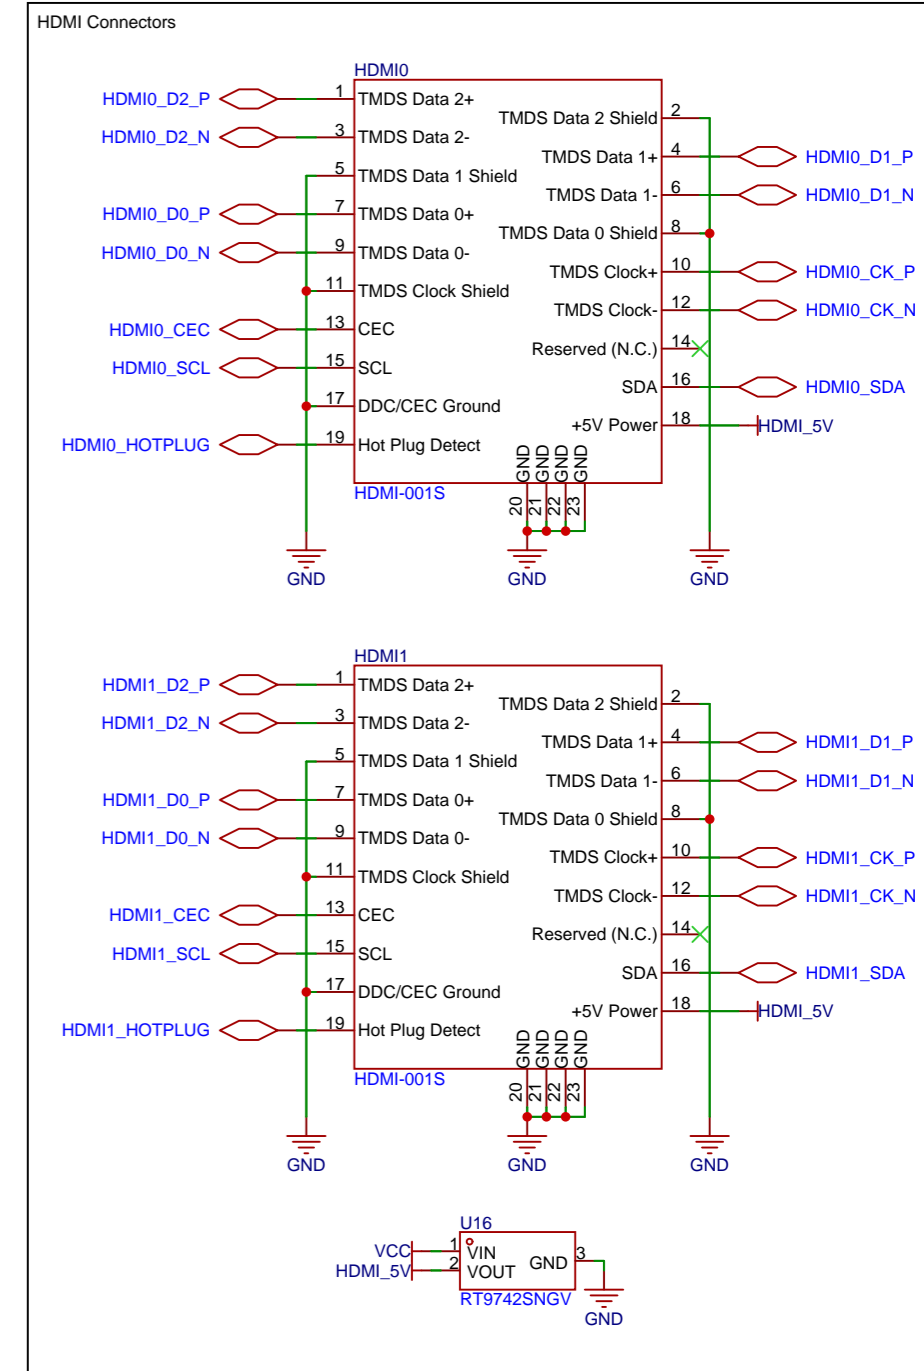 HDMI Connectors
HDMI0
HDMI0_D2_P 1 TMDS Data 2+
TMDS Data 2 Shield 2
HDMI0_D2_N 3 TMDS Data 2-
TMDS Data 1+ 4 HDMI0_D1_P
5 TMDS Data 1 Shield
TMDS Data 1- 6 HDMI0_D1_N
HDMI0_D0_P 7 TMDS Data 0+
TMDS Data 0 Shield 8
HDMI0_D0_N 9 TMDS Data 0-
TMDS Clock+ 10 HDMI0_CK_P
11 TMDS Clock Shield
TMDS Clock- 12 HDMI0_CK_N
HDMI0_CEC 13 CEC
Reserved (N.C.) 14
HDMI0_SCL 15 SCL
SDA 16 HDMI0_SDA
17 DDC/CEC Ground
+5V Power 18 HDMI_5V
HDMI0_HOTPLUG 19 Hot Plug Detect
GND GND GND GND
HDMI-001S
20 21 22 23
GND GND GND
HDMI1
HDMI1_D2_P 1 TMDS Data 2+
TMDS Data 2 Shield 2
HDMI1_D2_N 3 TMDS Data 2-
TMDS Data 1+ 4 HDMI1_D1_P
5 TMDS Data 1 Shield
TMDS Data 1- 6 HDMI1_D1_N
HDMI1_D0_P 7 TMDS Data 0+
TMDS Data 0 Shield 8
HDMI1_D0_N 9 TMDS Data 0-
TMDS Clock+ 10 HDMI1_CK_P
11 TMDS Clock Shield
TMDS Clock- 12 HDMI1_CK_N
HDMI1_CEC 13 CEC
Reserved (N.C.) 14
HDMI1_SCL 15 SCL
SDA 16 HDMI1_SDA
17 DDC/CEC Ground
+5V Power 18 HDMI_5V
HDMI1_HOTPLUG 19 Hot Plug Detect
GND GND GND GND
HDMI-001S
20 21 22 23
GND GND GND
U16
VCC 1 VIN
GND 3
HDMI_5V 2 VOUT
RT9742SNGV
GND